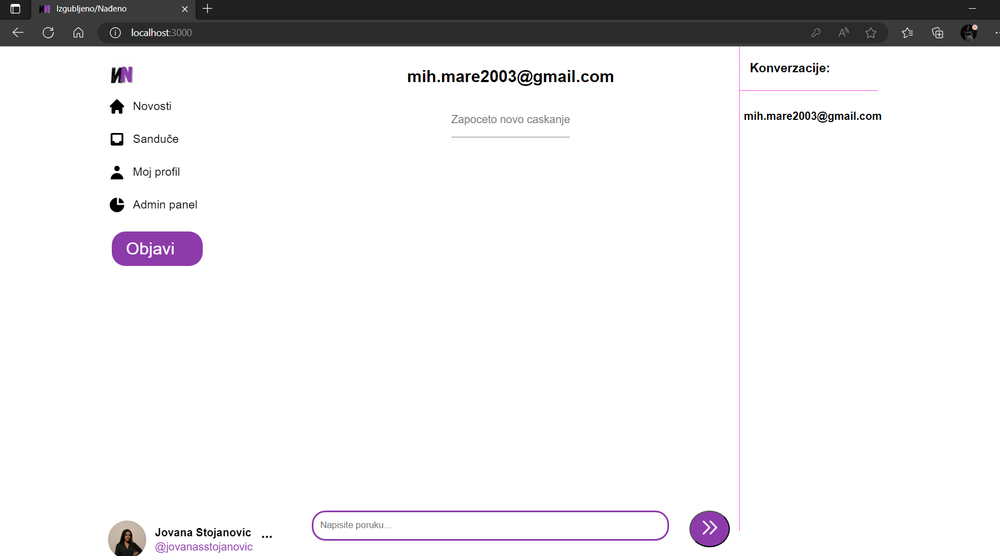 Izgubljeno/Nađeno
localhost:3000
ИN
Novosti
Sanduče
Moj profil
Admin panel
Objavi
Jovana Stojanovic ...
@jovanasstojanovic
mih.mare2003@gmail.com
Zapoceto novo caskanje
Napisite poruku...
Konverzacije:
mih.mare2003@gmail.com